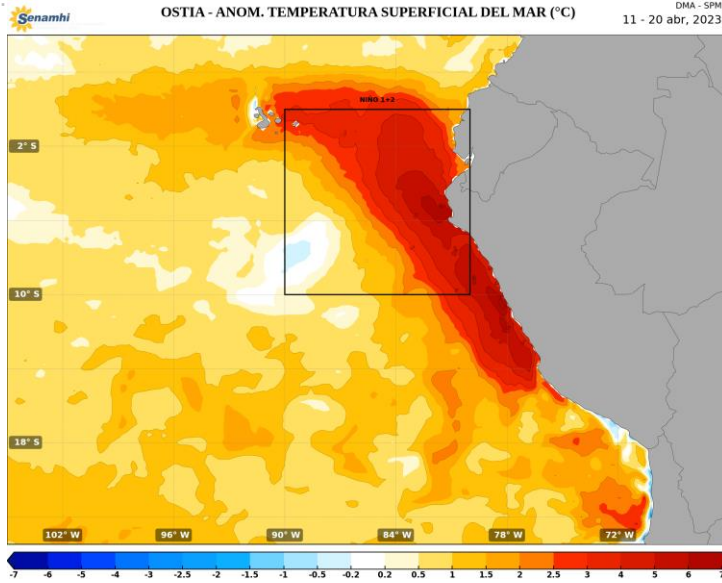 Senamhi
OSTIA - ANOM. TEMPERATURA SUPERFICIAL DEL MAR (°C)
DMA - SPM
11 - 20 abr, 2023
NINO 1+2
2° S
10° S
18° S
102° W
96° W
90° W
84° W
78° W
72° W
-7 -6 -5 -4 -3 -2.5 -2 -1.5 -1 -0.5 -0.2 0.2 0.5 1 1.5 2 2.5 3 4 5 6 7